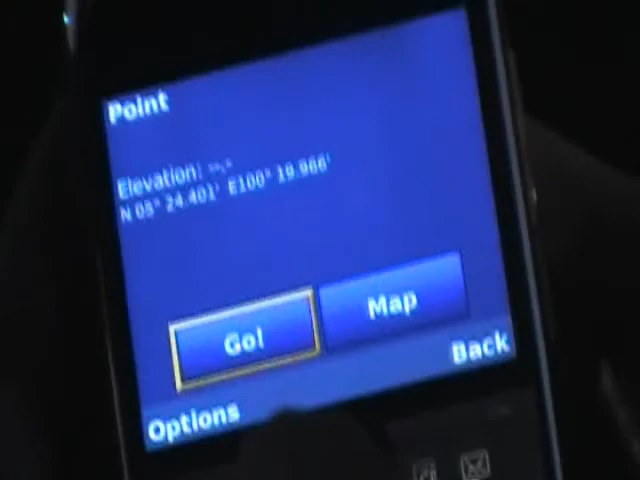 Point
Elevation: --.-
N 05° 24.401' E100° 19.966'
Go!
Map
Back
Options